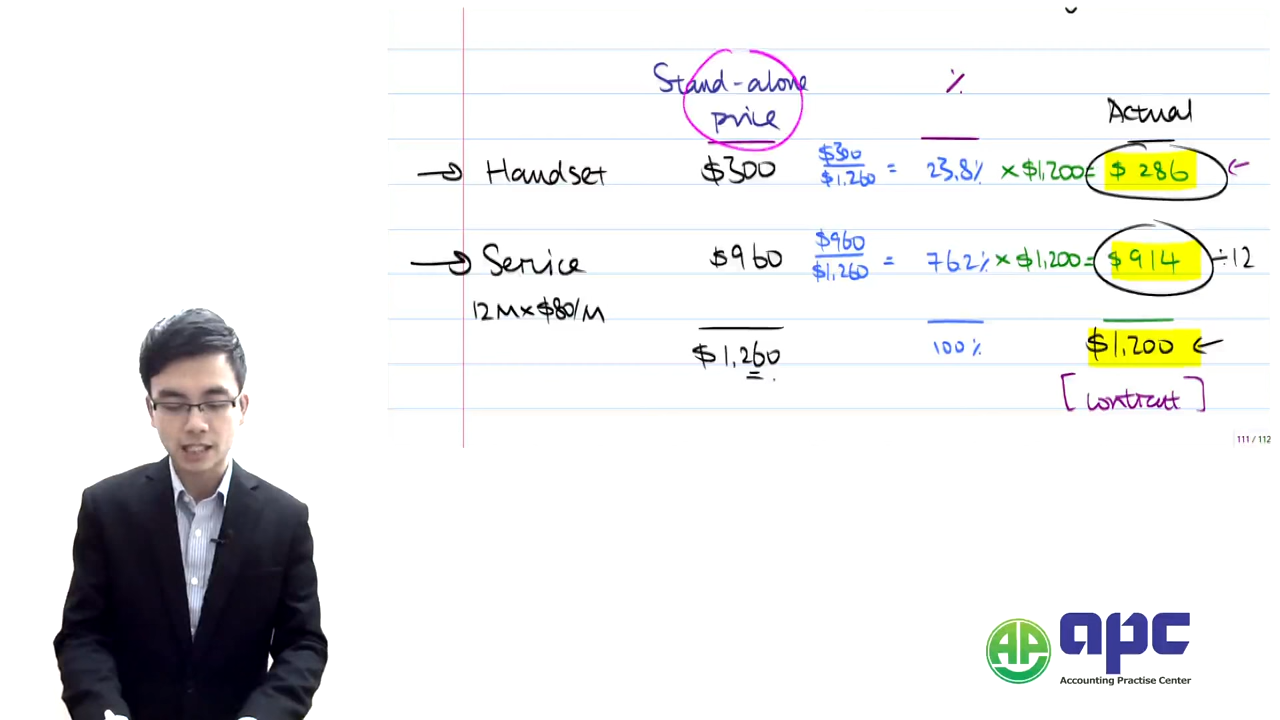 Stand-alone price % Actual
→ Handset $300 $300/$1,260 = 23.8% ×$1,200= $286 ←
→ Service $960 $960/$1,260 = 76.2% ×$1,200= $914 ÷12
12M×$80/M
$1,260 100% $1,200 ←
[contract]
111 / 112
AP apc
Accounting Practise Center